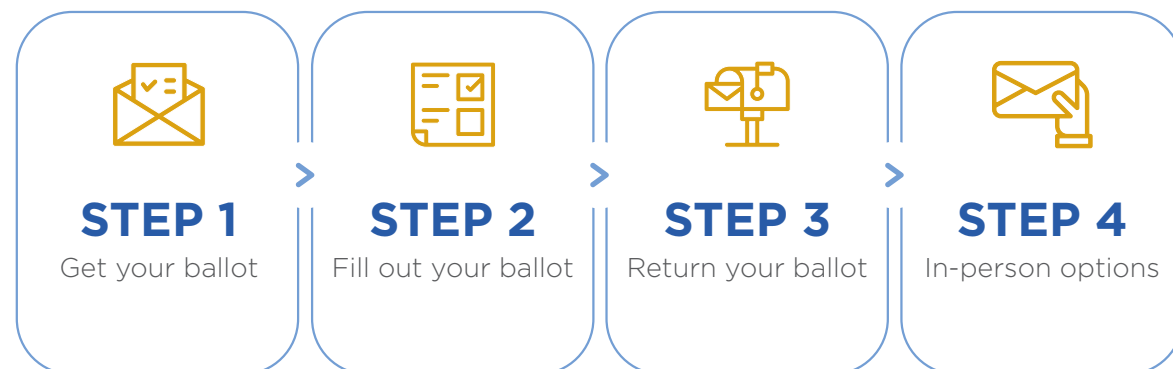 STEP 1
Get your ballot
STEP 2
Fill out your ballot
STEP 3
Return your ballot
STEP 4
In-person options